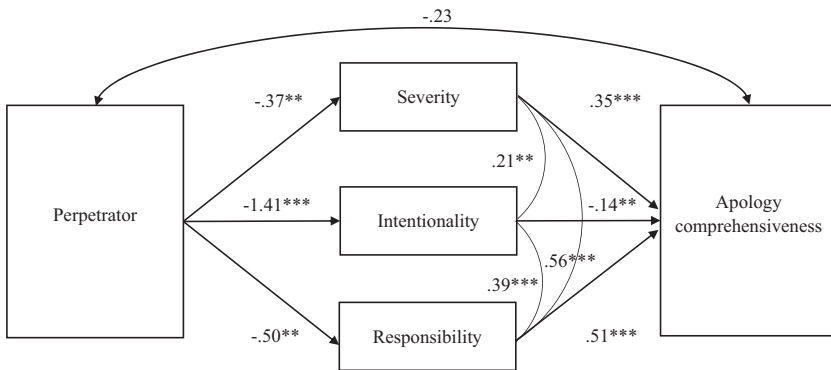 -.23
-.37**
Severity
.35***
.21**
Perpetrator
-1.41***
Intentionality
-.14**
Apology
comprehensiveness
.56***
.39***
-.50**
Responsibility
.51***